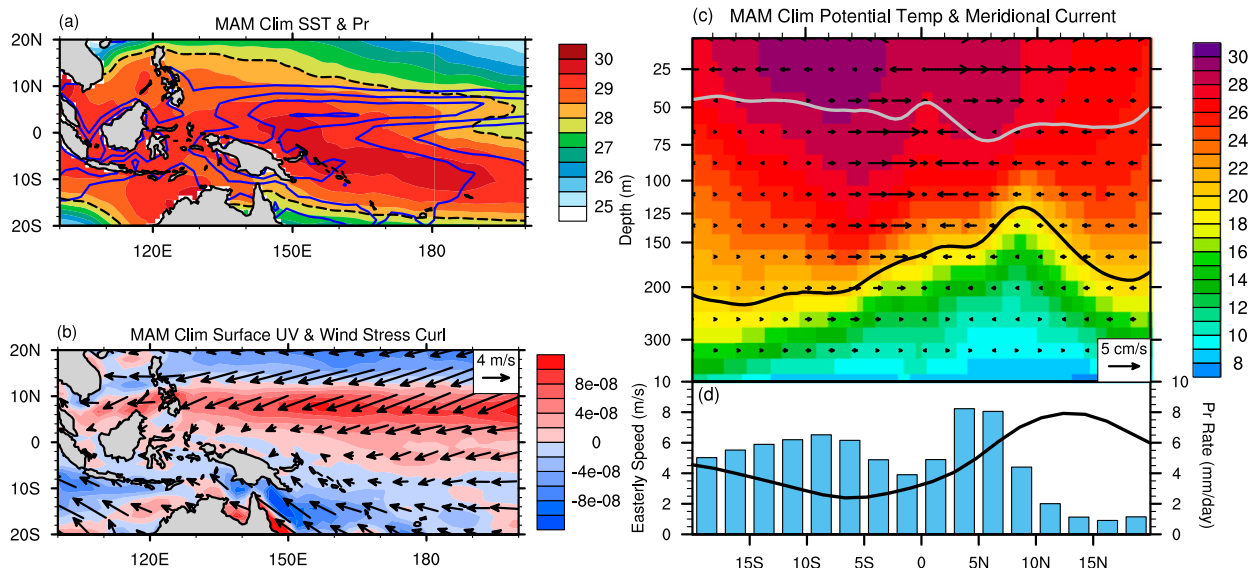 (a) MAM Clim SST & Pr
20N
10N
0
10S
20S
120E 150E 180
30
29
28
27
26
25
(b) MAM Clim Surface UV & Wind Stress Curl
20N
10N
0
10S
20S
120E 150E 180
4 m/s
8e-08
4e-08
0
-4e-08
-8e-08
(c) MAM Clim Potential Temp & Meridional Current
Depth (m)
25
50
75
100
125
150
200
300
5 cm/s
30
28
26
24
22
20
18
16
14
12
10
8
(d)
Easterly Speed (m/s)
10
8
6
4
2
0
Pr Rate (mm/day)
10
8
6
4
2
0
15S 10S 5S 0 5N 10N 15N